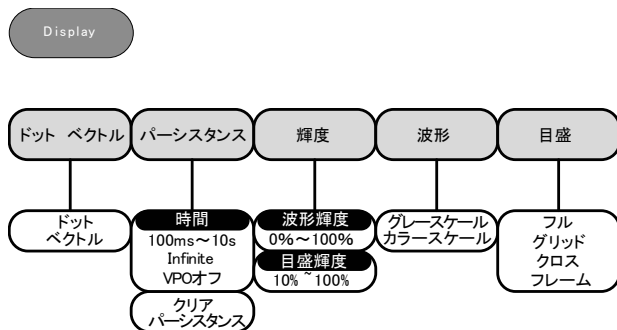 Display
ドット ベクトル
パーシスタンス
輝度
波形
目盛
ドット
ベクトル
時間
100ms～10s
Infinite
VPOオフ
クリア
パーシスタンス
波形輝度
0%～100%
目盛輝度
10%~100%
グレースケール
カラースケール
フル
グリッド
クロス
フレーム